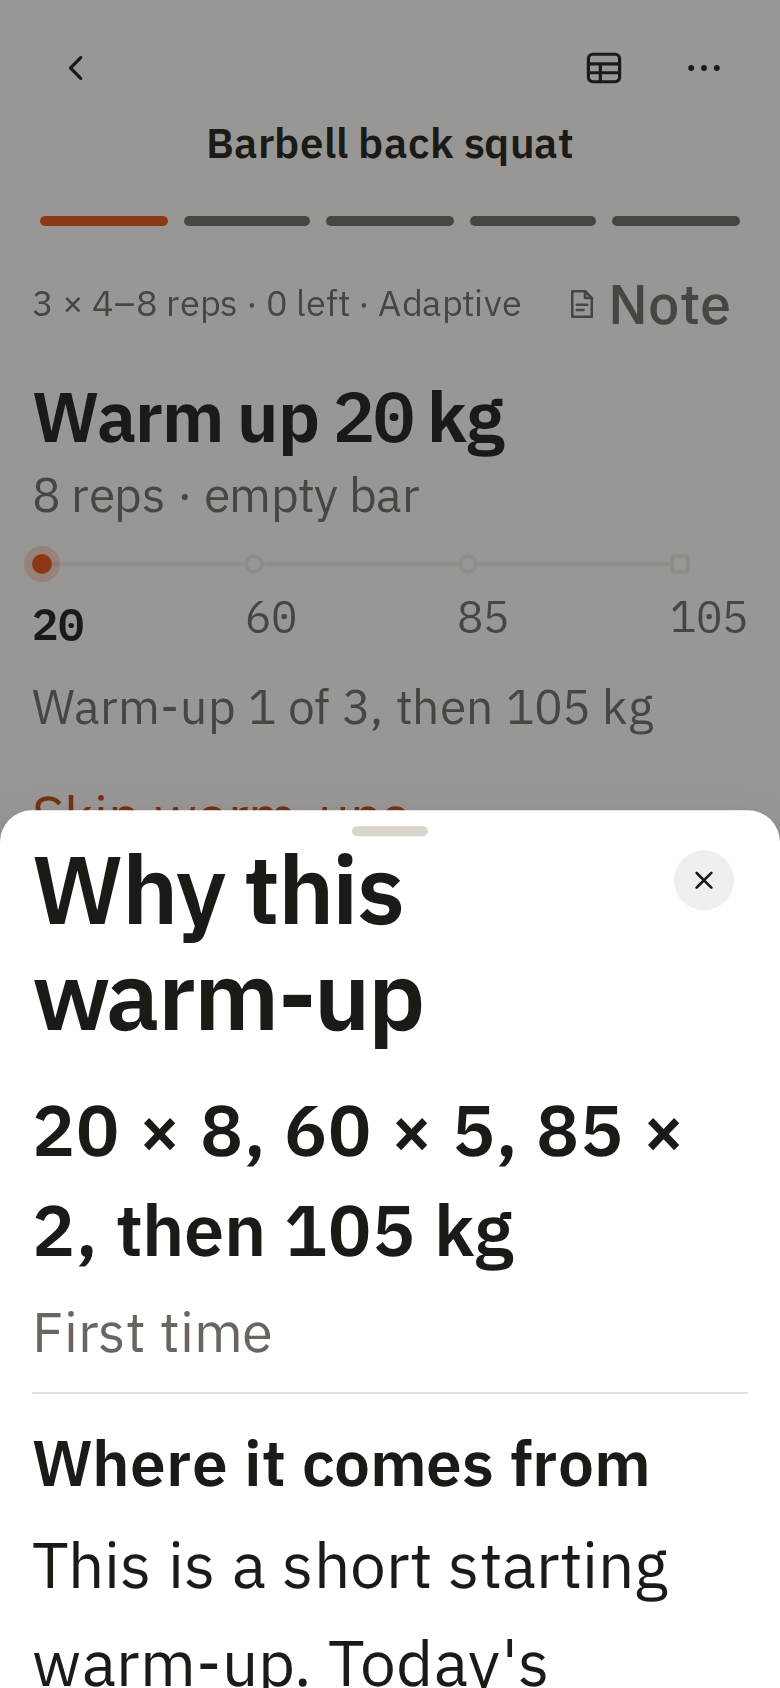 Barbell back squat
3 × 4–8 reps · 0 left · Adaptive
Note
Warm up 20 kg
8 reps · empty bar
20 60 85 105
Warm-up 1 of 3, then 105 kg
Skip warm-ups
Why this
warm-up
20 × 8, 60 × 5, 85 ×
2, then 105 kg
First time
Where it comes from
This is a short starting
warm-up. Today's